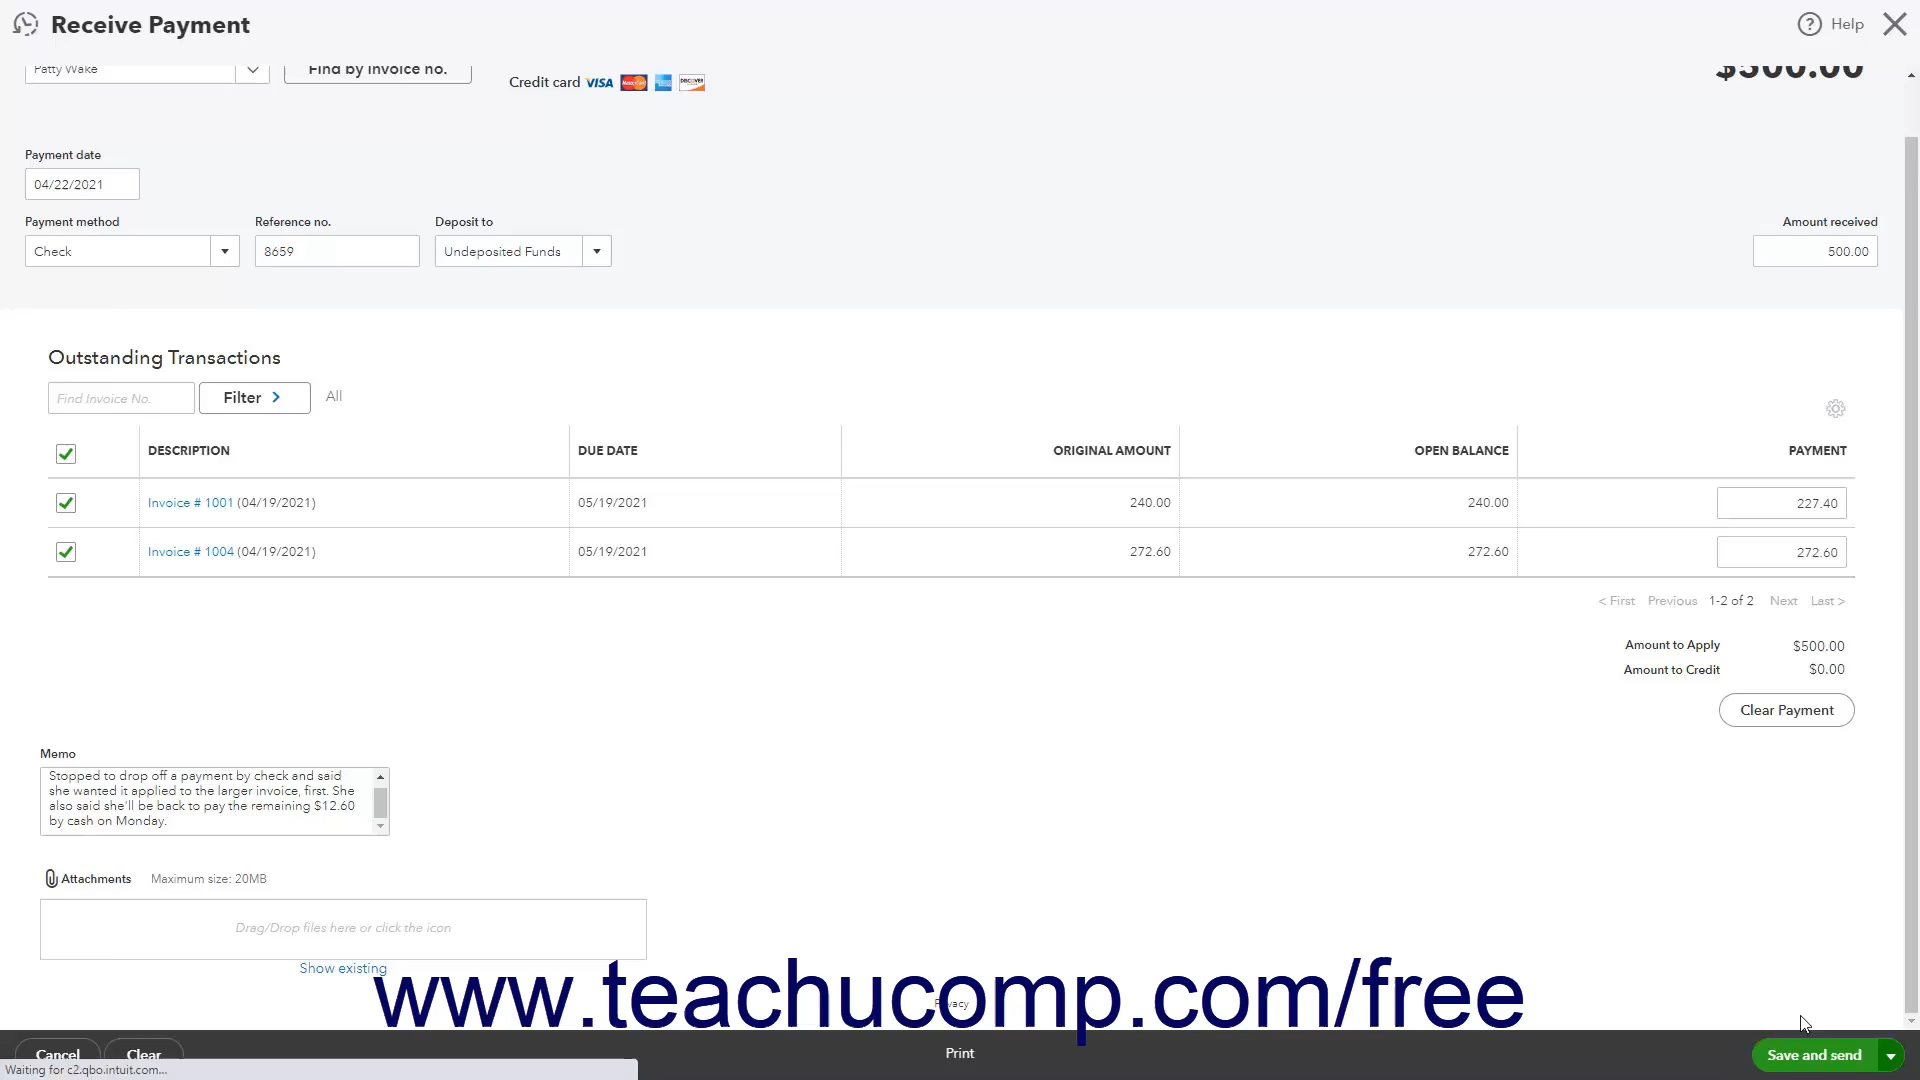 Receive Payment
Help
Patty Wake
Find by invoice no.
Credit card VISA MasterCard DISCOVER
$500.00
Payment date
04/22/2021
Payment method
Reference no.
Deposit to
Amount received
Check
8659
Undeposited Funds
500.00
Outstanding Transactions
Find Invoice No.
Filter >
All
DESCRIPTION
DUE DATE
ORIGINAL AMOUNT
OPEN BALANCE
PAYMENT
Invoice # 1001 (04/19/2021)
05/19/2021
240.00
240.00
227.40
Invoice # 1004 (04/19/2021)
05/19/2021
272.60
272.60
272.60
< First Previous 1-2 of 2 Next Last >
Amount to Apply $500.00
Amount to Credit $0.00
Clear Payment
Memo
Stopped to drop off a payment by check and said
she wanted it applied to the larger invoice, first. She
also said she'll be back to pay the remaining $12.60
by cash on Monday.
Attachments Maximum size: 20MB
Drag/Drop files here or click the icon
Show existing
www.teachucomp.com/free
Privacy
Cancel
Clear
Print
Save and send
Waiting for c2.qbo.intuit.com...